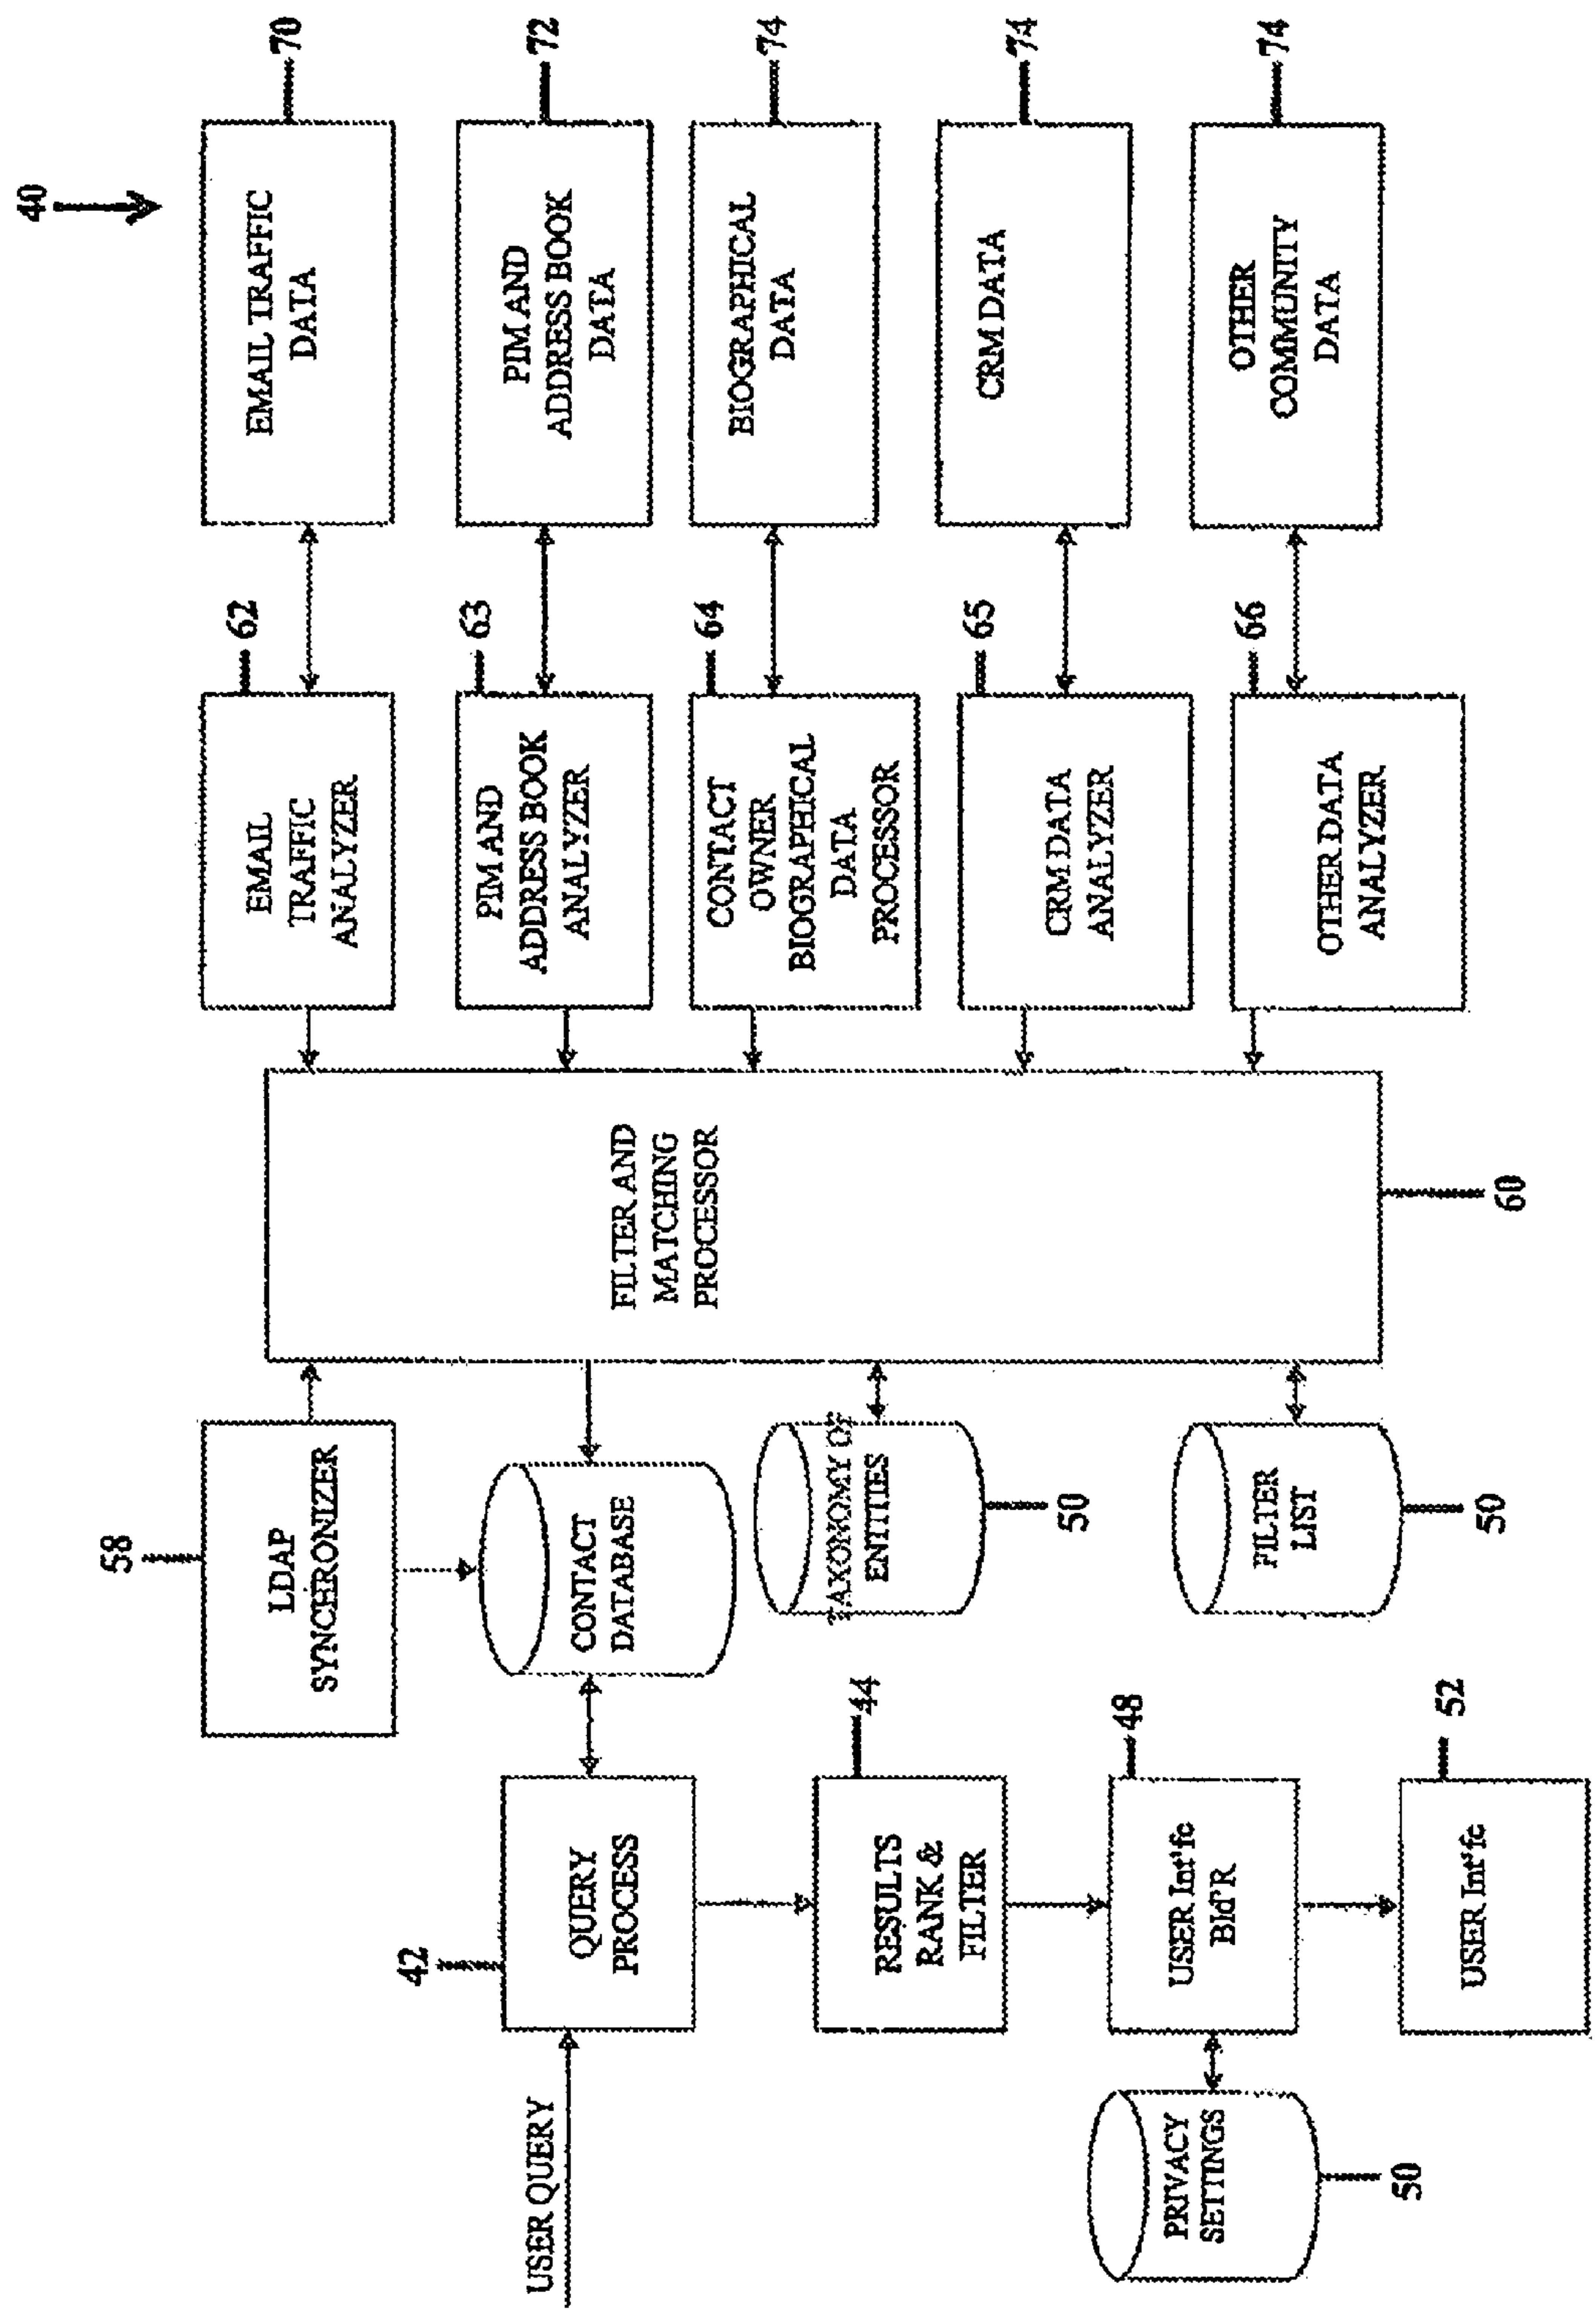 40
58
LDAP
SYNCHRONIZER
EMAIL
TRAFFIC
ANALYZER
62
EMAIL TRAFFIC
DATA
70
USER QUERY
42
QUERY
PROCESS
CONTACT
DATABASE
FILTER AND
MATCHING
PROCESSOR
60
PIM AND
ADDRESS BOOK
ANALYZER
63
PIM AND
ADDRESS BOOK
DATA
72
CONTACT
OWNER
BIOGRAPHICAL
DATA
PROCESSOR
64
BIOGRAPHICAL
DATA
74
RESULTS
RANK &
FILTER
44
TAXONOMY OF
ENTITIES
50
CRM DATA
ANALYZER
65
CRM DATA
74
PRIVACY
SETTINGS
50
USER Int'fc
Bld'R
48
FILTER
LIST
50
OTHER DATA
ANALYZER
66
OTHER
COMMUNITY
DATA
74
USER Int'fc
52